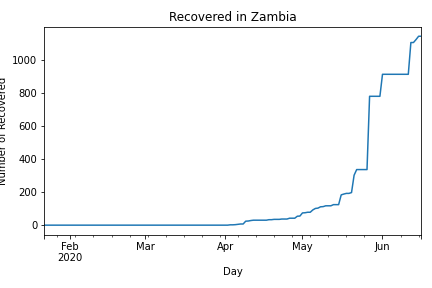 Recovered in Zambia
Number of Recovered
1000
800
600
400
200
0
Feb
2020
Mar
Apr
May
Jun
Day